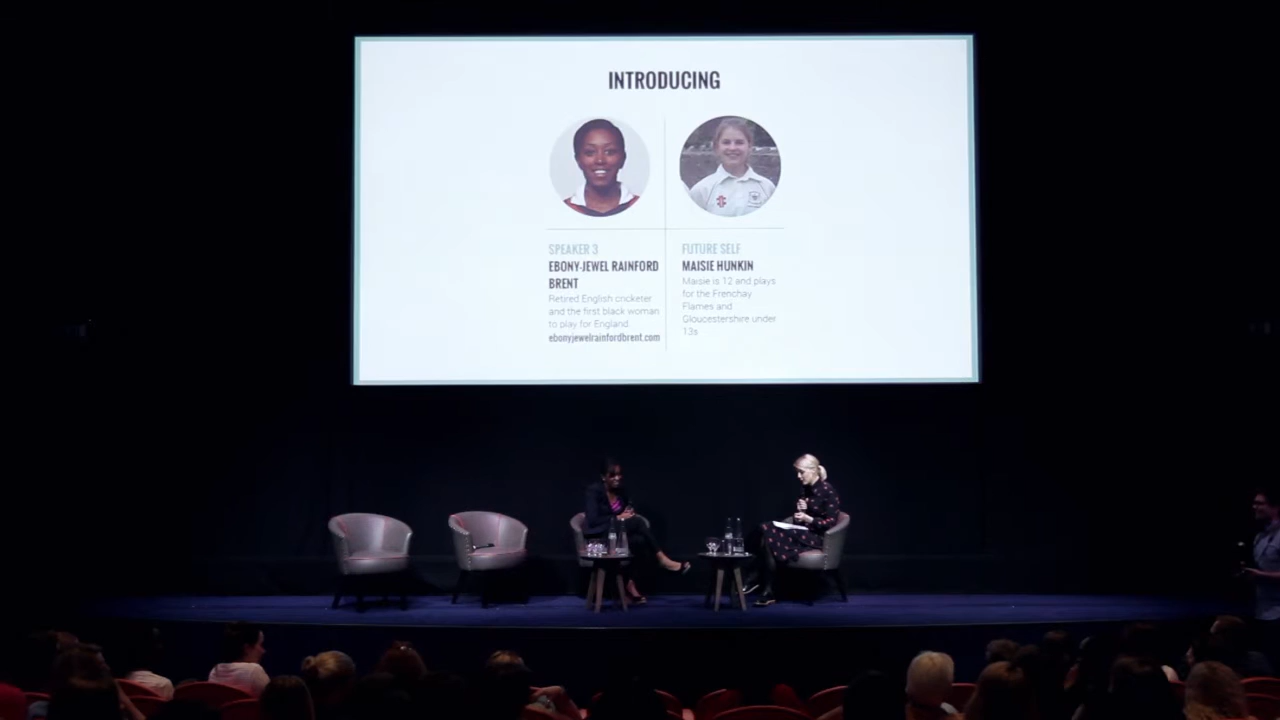 INTRODUCING
SPEAKER 3
EBONY-JEWEL RAINFORD
BRENT
Retired English cricketer
and the first black woman
to play for England.
ebonyjewelrainfordbrent.com
FUTURE SELF
MAISIE HUNKIN
Maisie is 12 and plays
for the Frenchay
Flames and
Gloucestershire under
13s